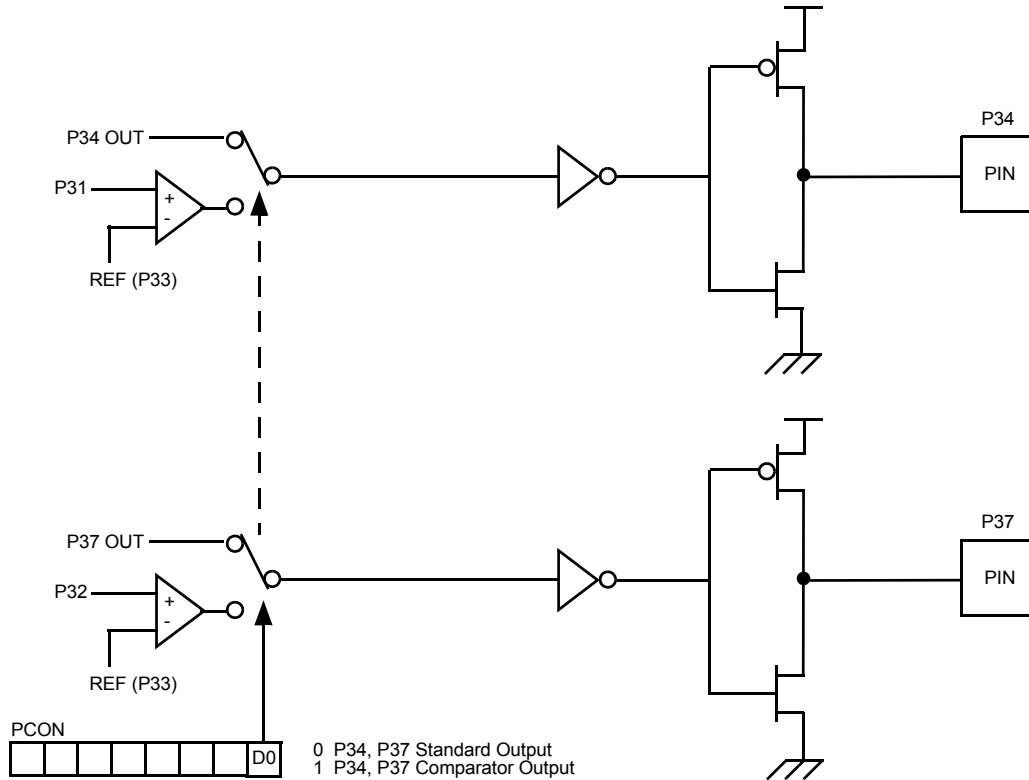 P34
P34 OUT
P31
+
-
PIN
REF (P33)
P37
P37 OUT
P32
+
-
PIN
REF (P33)
PCON
D0
0 P34, P37 Standard Output
1 P34, P37 Comparator Output